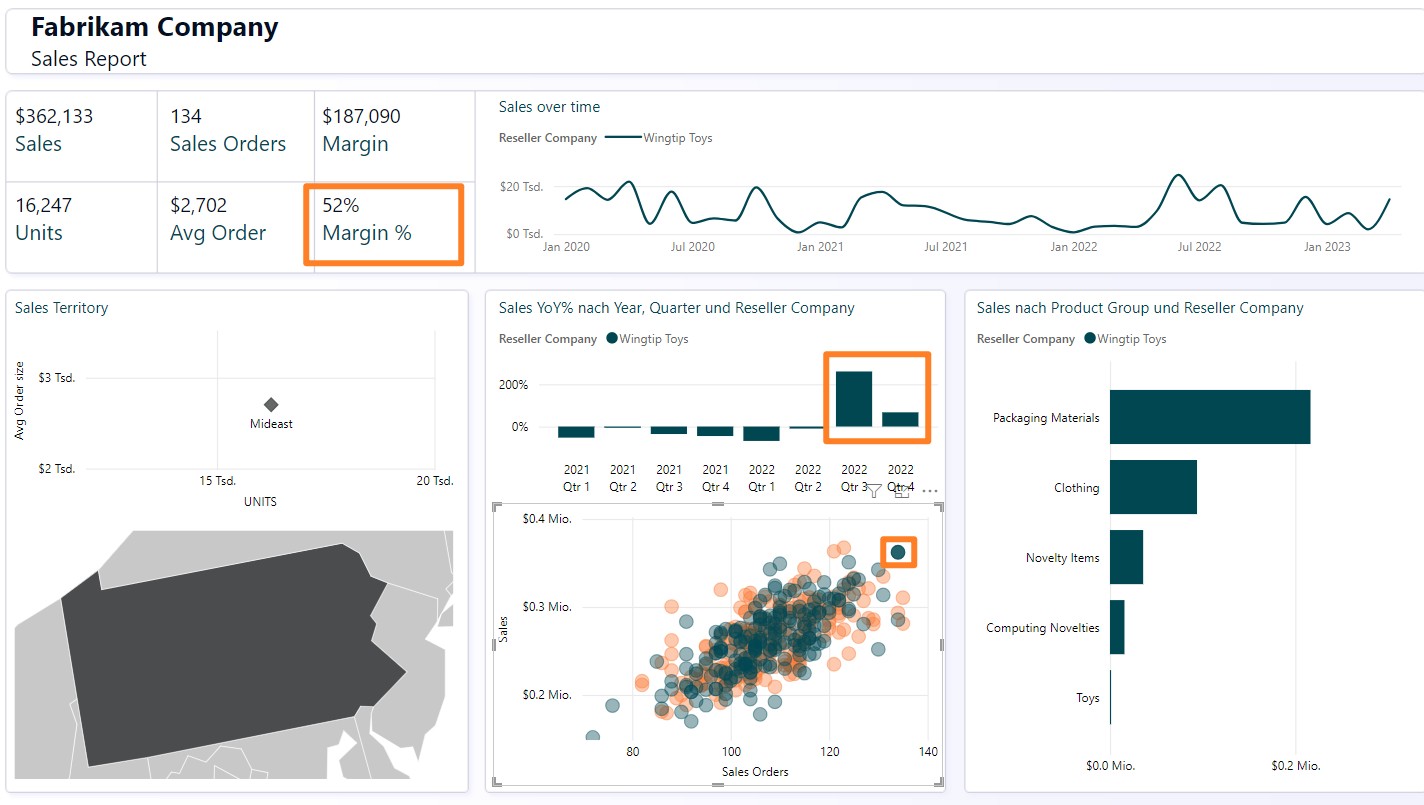 Fabrikam Company
Sales Report
$362,133
Sales
134
Sales Orders
$187,090
Margin
16,247
Units
$2,702
Avg Order
52%
Margin %
Sales over time
Reseller Company Wingtip Toys
$20 Tsd.
$0 Tsd.
Jan 2020 Jul 2020 Jan 2021 Jul 2021 Jan 2022 Jul 2022 Jan 2023
Sales Territory
Avg Order size
$3 Tsd.
Mideast
$2 Tsd.
15 Tsd. 20 Tsd.
UNITS
Sales YoY% nach Year, Quarter und Reseller Company
Reseller Company Wingtip Toys
200%
0%
2021 2021 2021 2021 2022 2022 2022 2022
Qtr 1 Qtr 2 Qtr 3 Qtr 4 Qtr 1 Qtr 2 Qtr 3 Qtr 4
$0.4 Mio.
$0.3 Mio.
Sales
$0.2 Mio.
80 100 120 140
Sales Orders
Sales nach Product Group und Reseller Company
Reseller Company Wingtip Toys
Packaging Materials
Clothing
Novelty Items
Computing Novelties
Toys
$0.0 Mio. $0.2 Mio.